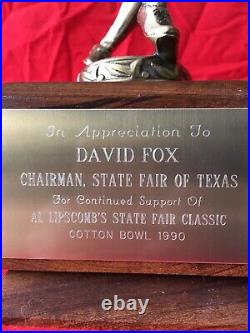 In Appreciation To
DAVID FOX
CHAIRMAN, STATE FAIR OF TEXAS
For Continued Support Of
AL LIPSCOMB'S STATE FAIR CLASSIC
COTTON BOWL 1990